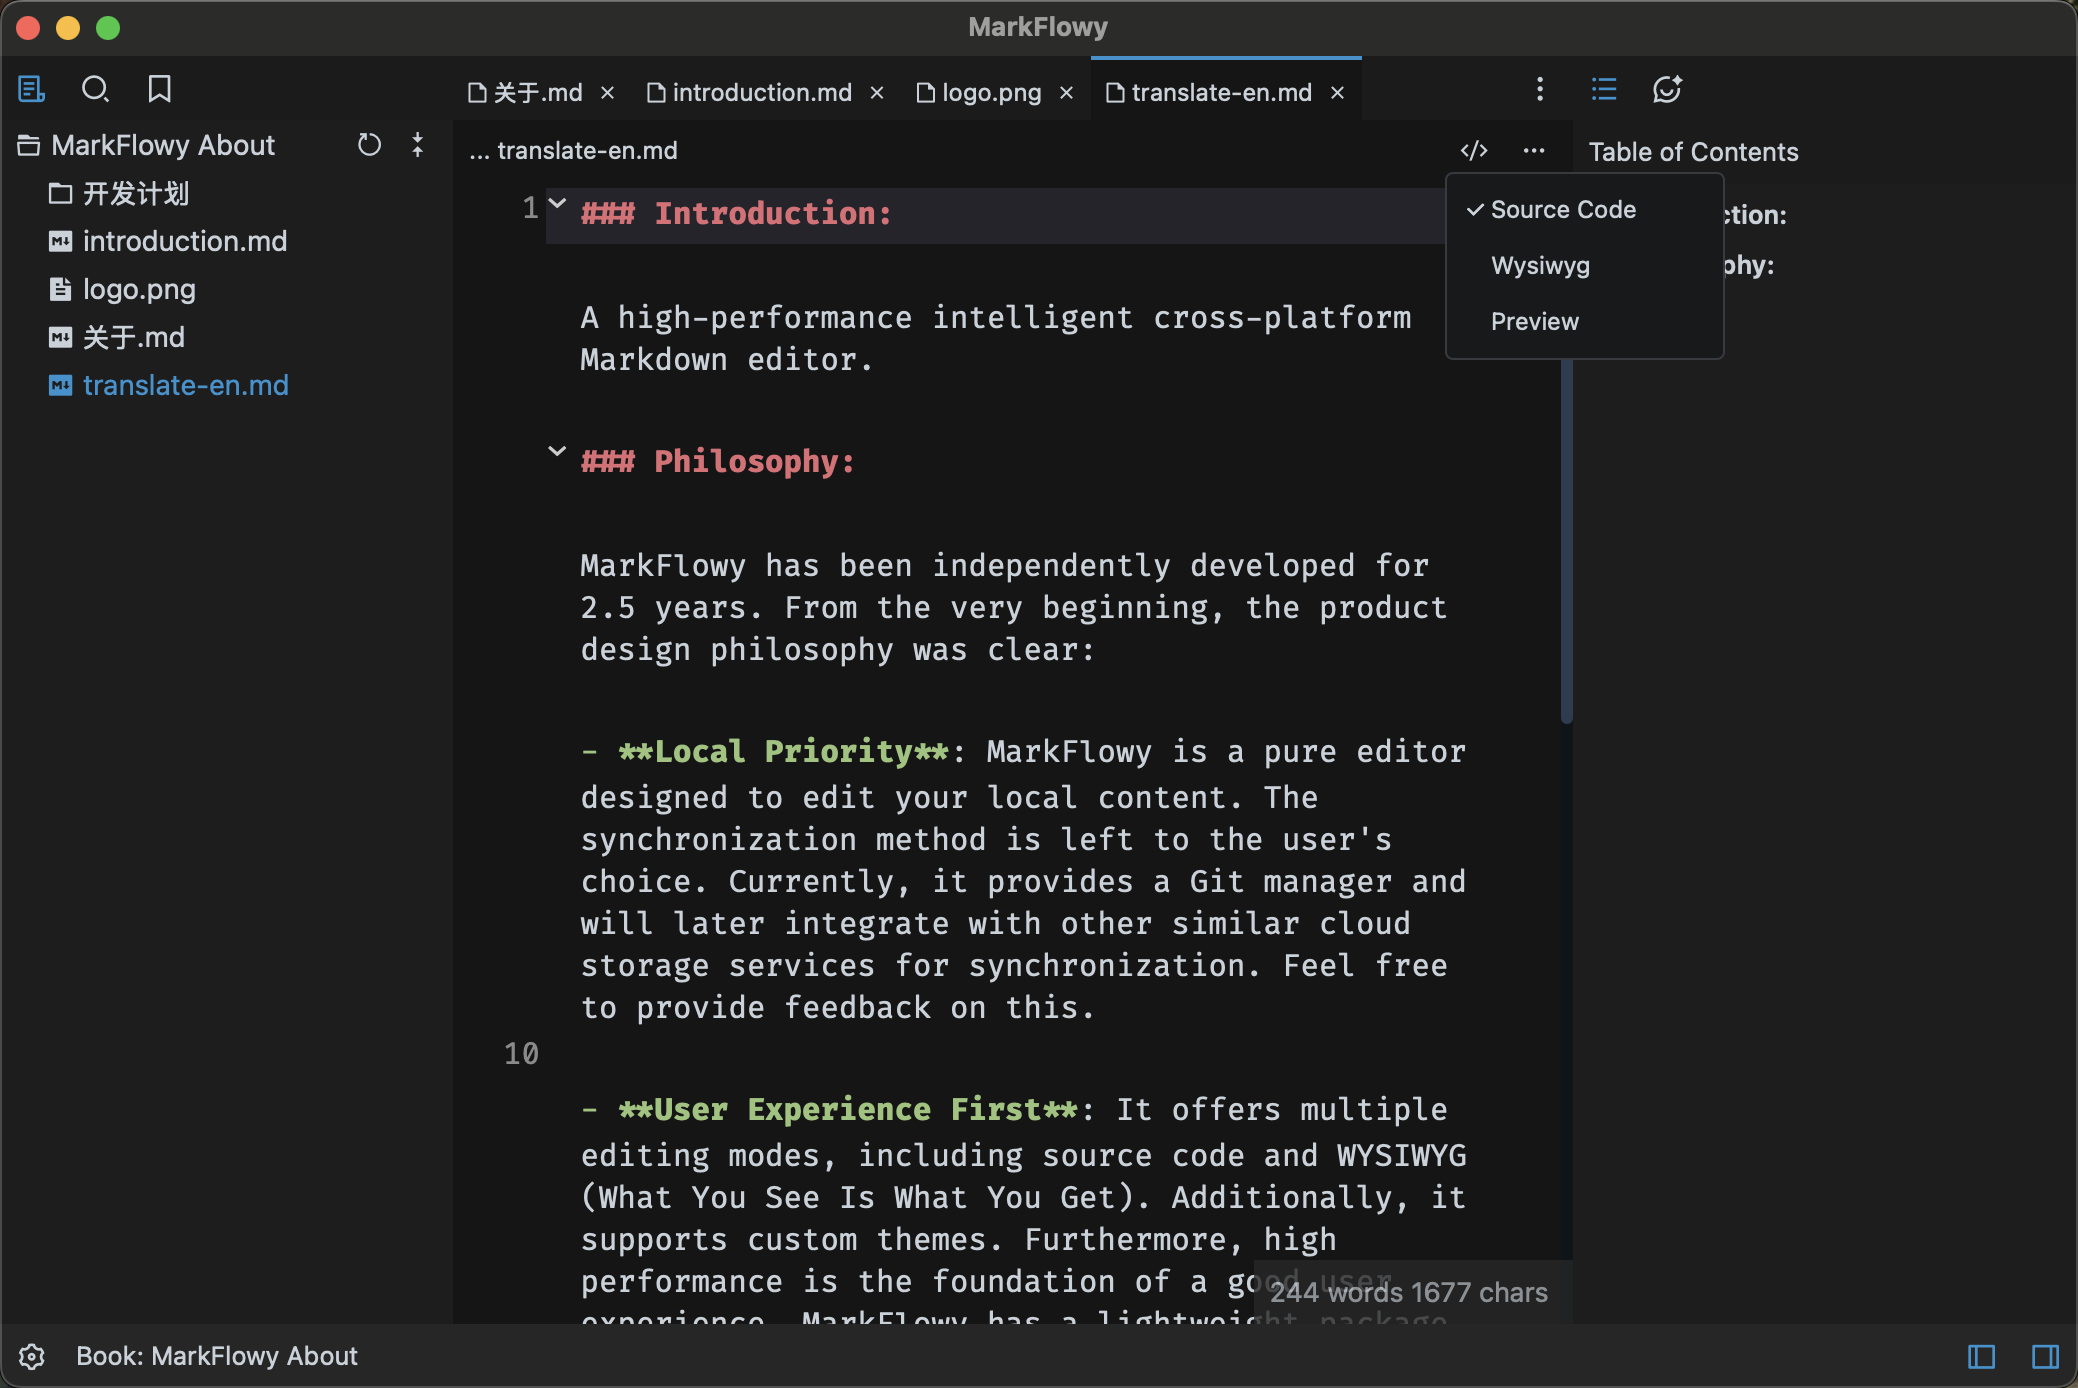 MarkFlowy
关于.md
introduction.md
logo.png
translate-en.md
MarkFlowy About
开发计划
introduction.md
logo.png
关于.md
translate-en.md
... translate-en.md
1 ### Introduction:
A high-performance intelligent cross-platform
Markdown editor.
### Philosophy:
MarkFlowy has been independently developed for
2.5 years. From the very beginning, the product
design philosophy was clear:
- **Local Priority**: MarkFlowy is a pure editor
designed to edit your local content. The
synchronization method is left to the user's
choice. Currently, it provides a Git manager and
will later integrate with other similar cloud
storage services for synchronization. Feel free
to provide feedback on this.
10
- **User Experience First**: It offers multiple
editing modes, including source code and WYSIWYG
(What You See Is What You Get). Additionally, it
supports custom themes. Furthermore, high
performance is the foundation of a good user
experience. MarkFlowy has a lightweight package
244 words 1677 chars
Source Code
Wysiwyg
Preview
Table of Contents
ction:
phy:
Book: MarkFlowy About